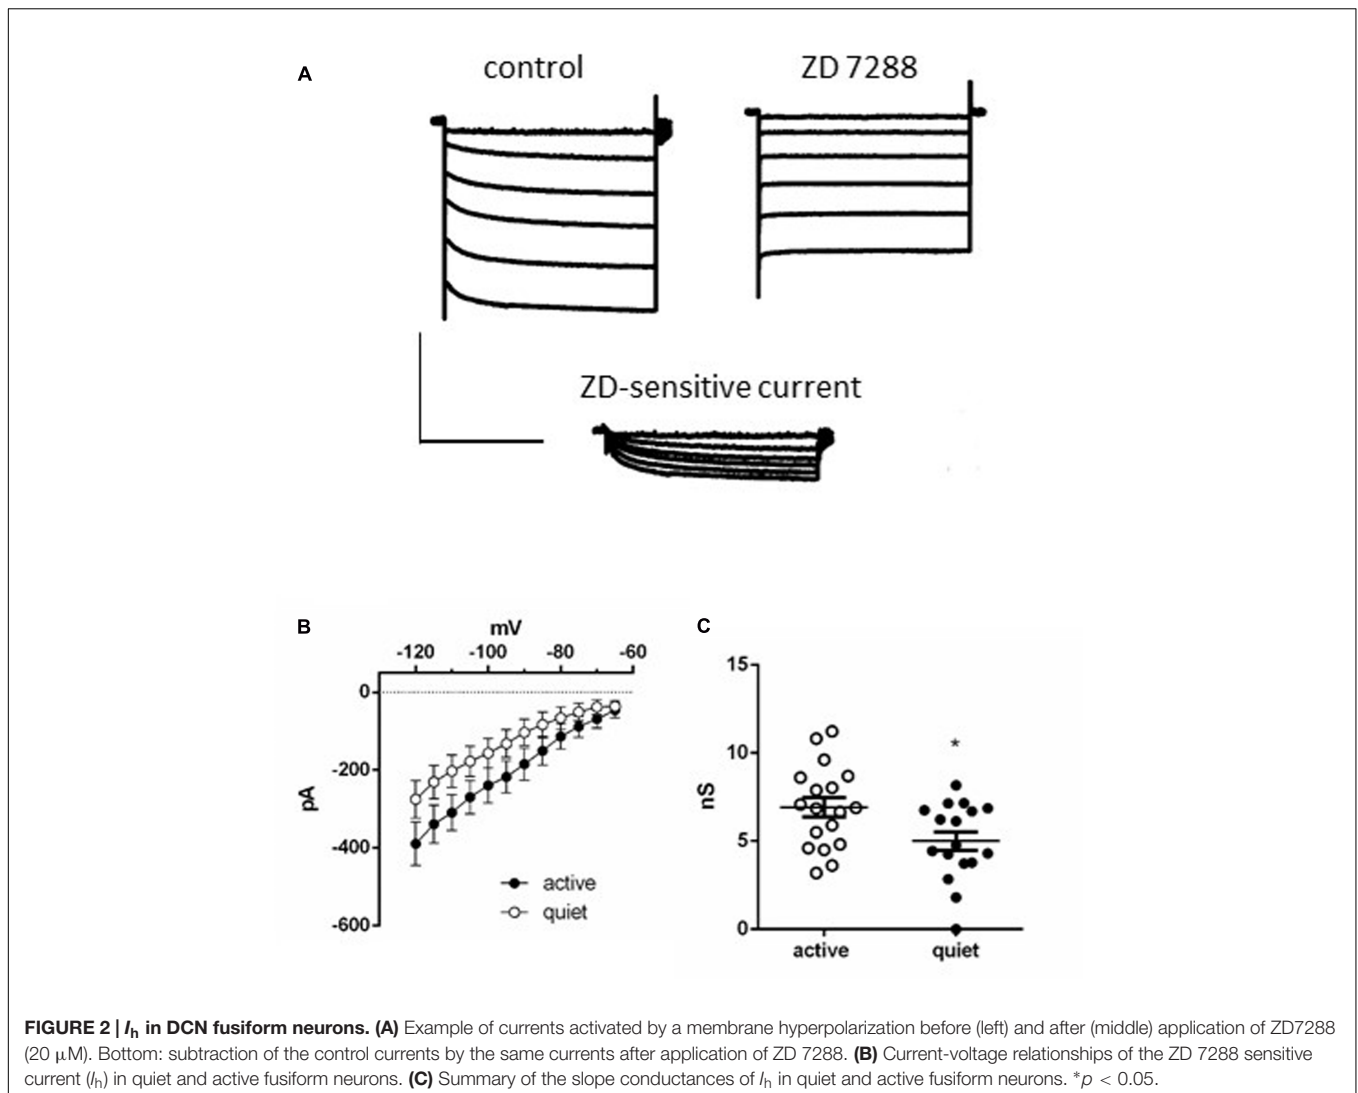 A
control
ZD 7288
ZD-sensitive current
B
mV
-120 -100 -80 -60
0
-200
-400
-600
pA
active
quiet
C
15
10
5
0
nS
*
active quiet
FIGURE 2 | Ih in DCN fusiform neurons. (A) Example of currents activated by a membrane hyperpolarization before (left) and after (middle) application of ZD7288
(20 μM). Bottom: subtraction of the control currents by the same currents after application of ZD 7288. (B) Current-voltage relationships of the ZD 7288 sensitive
current (Ih) in quiet and active fusiform neurons. (C) Summary of the slope conductances of Ih in quiet and active fusiform neurons. *p < 0.05.